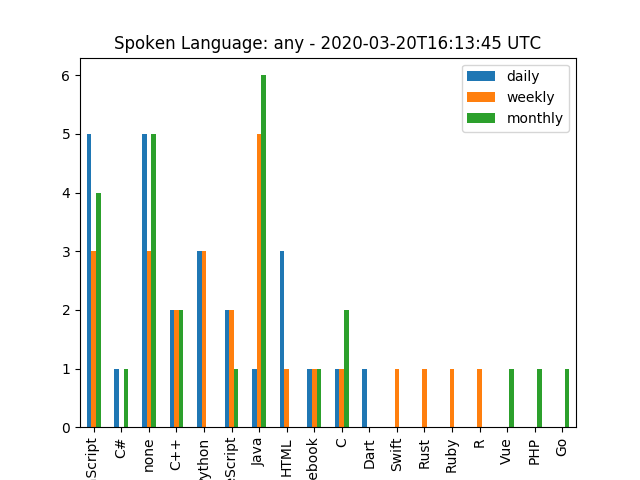 Spoken Language: any - 2020-03-20T16:13:45 UTC
daily
weekly
monthly
6
5
4
3
2
1
0
Script
C#
none
C++
ython
eScript
Java
HTML
ebook
C
Dart
Swift
Rust
Ruby
R
Vue
PHP
Go